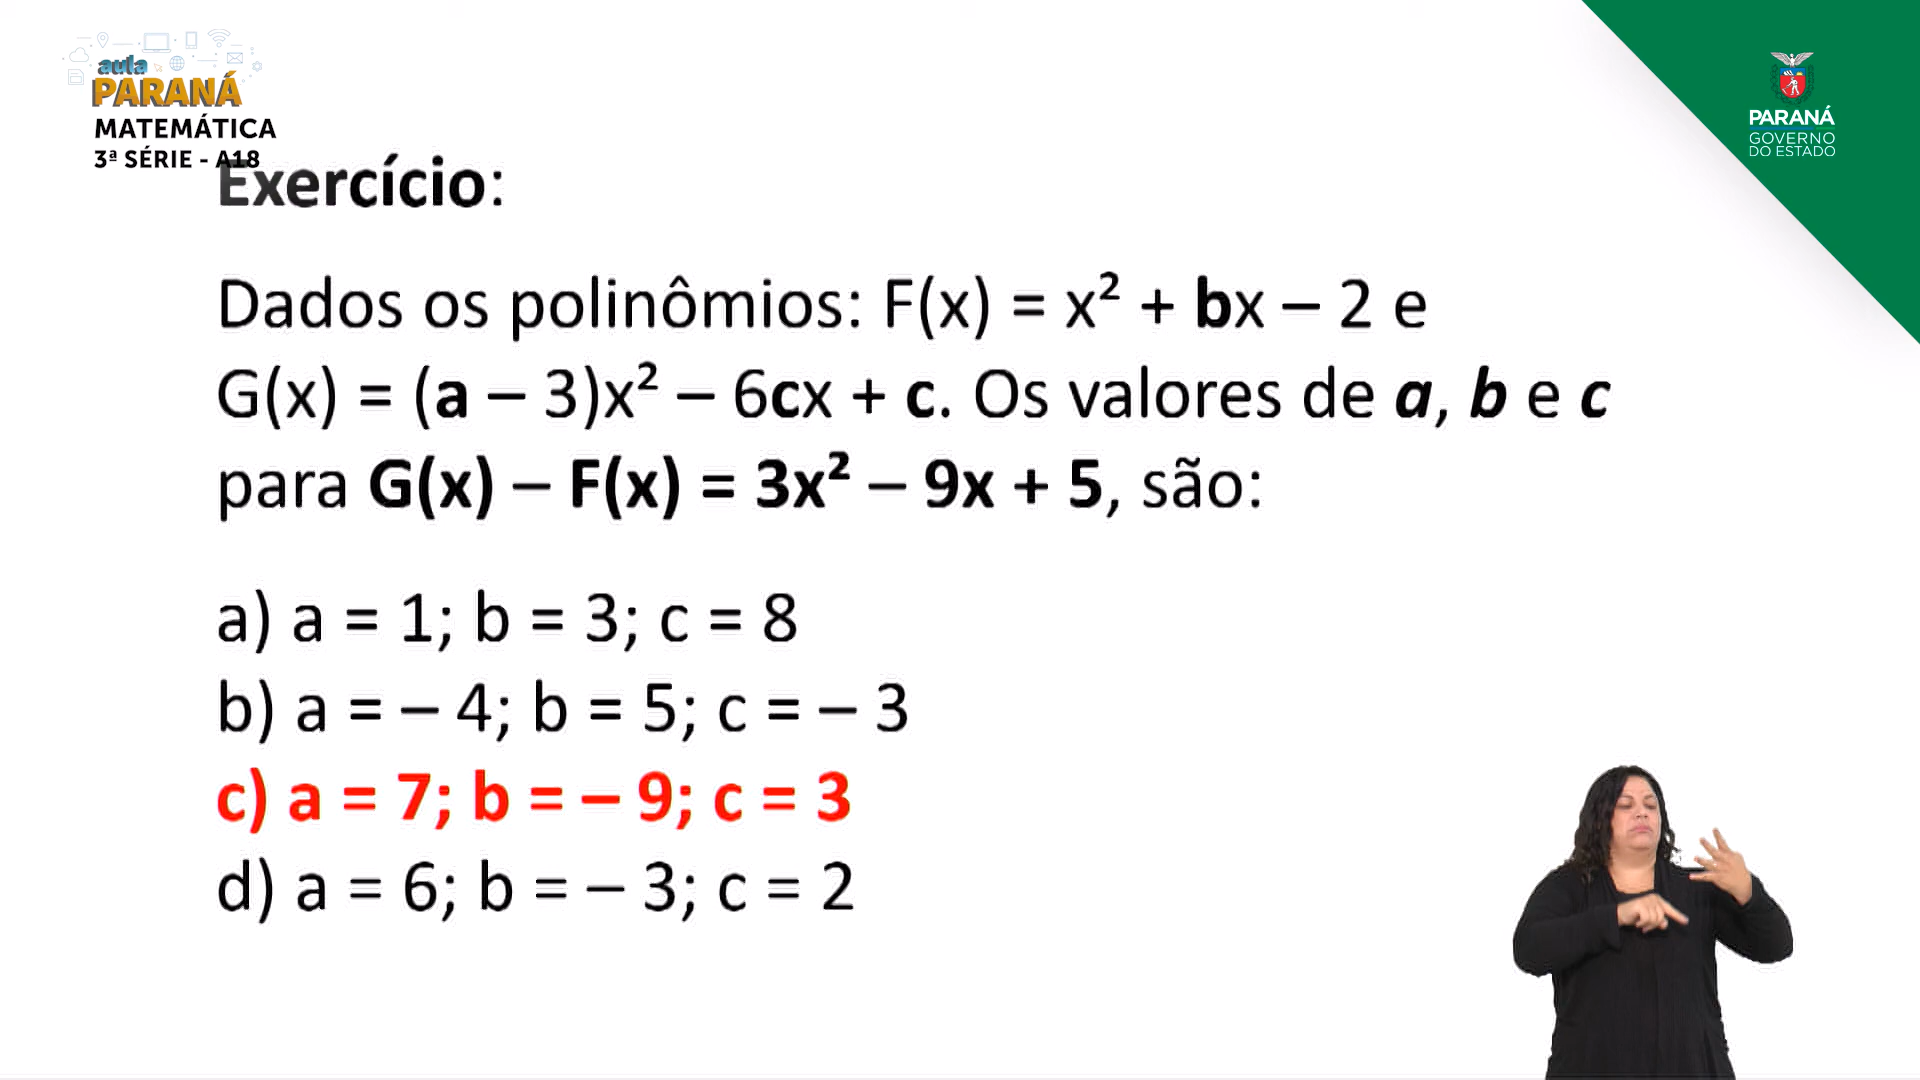 aula
PARANÁ
MATEMÁTICA
3ª SÉRIE - A18
PARANÁ
GOVERNO
DO ESTADO
Exercício:
Dados os polinômios: F(x) = x² + bx – 2 e
G(x) = (a – 3)x² – 6cx + c. Os valores de a, b e c
para G(x) – F(x) = 3x² – 9x + 5, são:
a) a = 1; b = 3; c = 8
b) a = – 4; b = 5; c = – 3
c) a = 7; b = – 9; c = 3
d) a = 6; b = – 3; c = 2